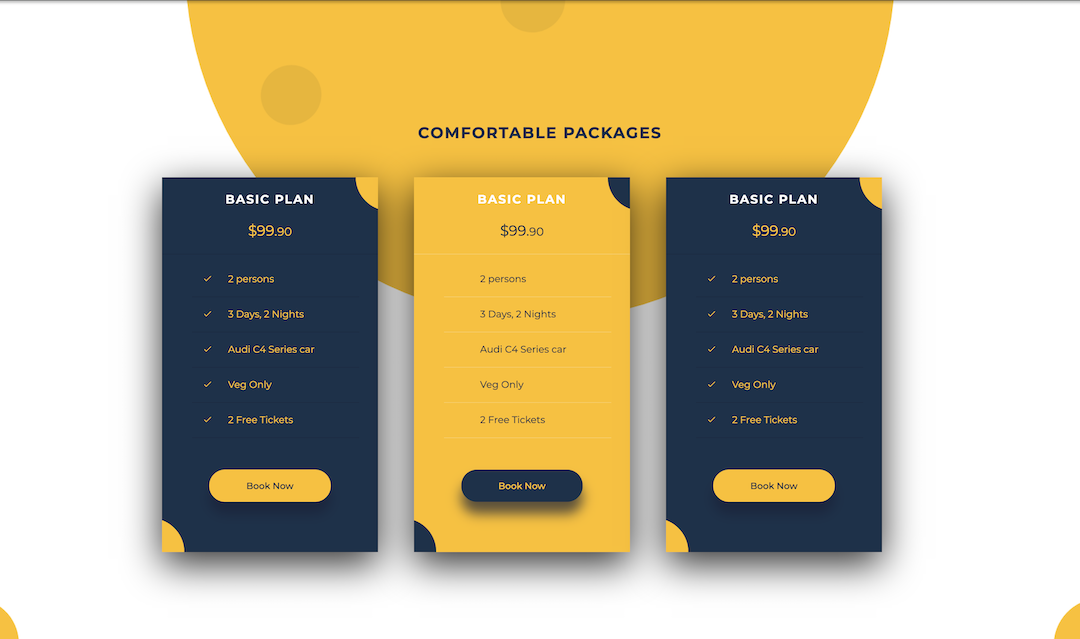 COMFORTABLE PACKAGES
BASIC PLAN
$99.90
2 persons
3 Days, 2 Nights
Audi C4 Series car
Veg Only
2 Free Tickets
Book Now
BASIC PLAN
$99.90
2 persons
3 Days, 2 Nights
Audi C4 Series car
Veg Only
2 Free Tickets
Book Now
BASIC PLAN
$99.90
2 persons
3 Days, 2 Nights
Audi C4 Series car
Veg Only
2 Free Tickets
Book Now